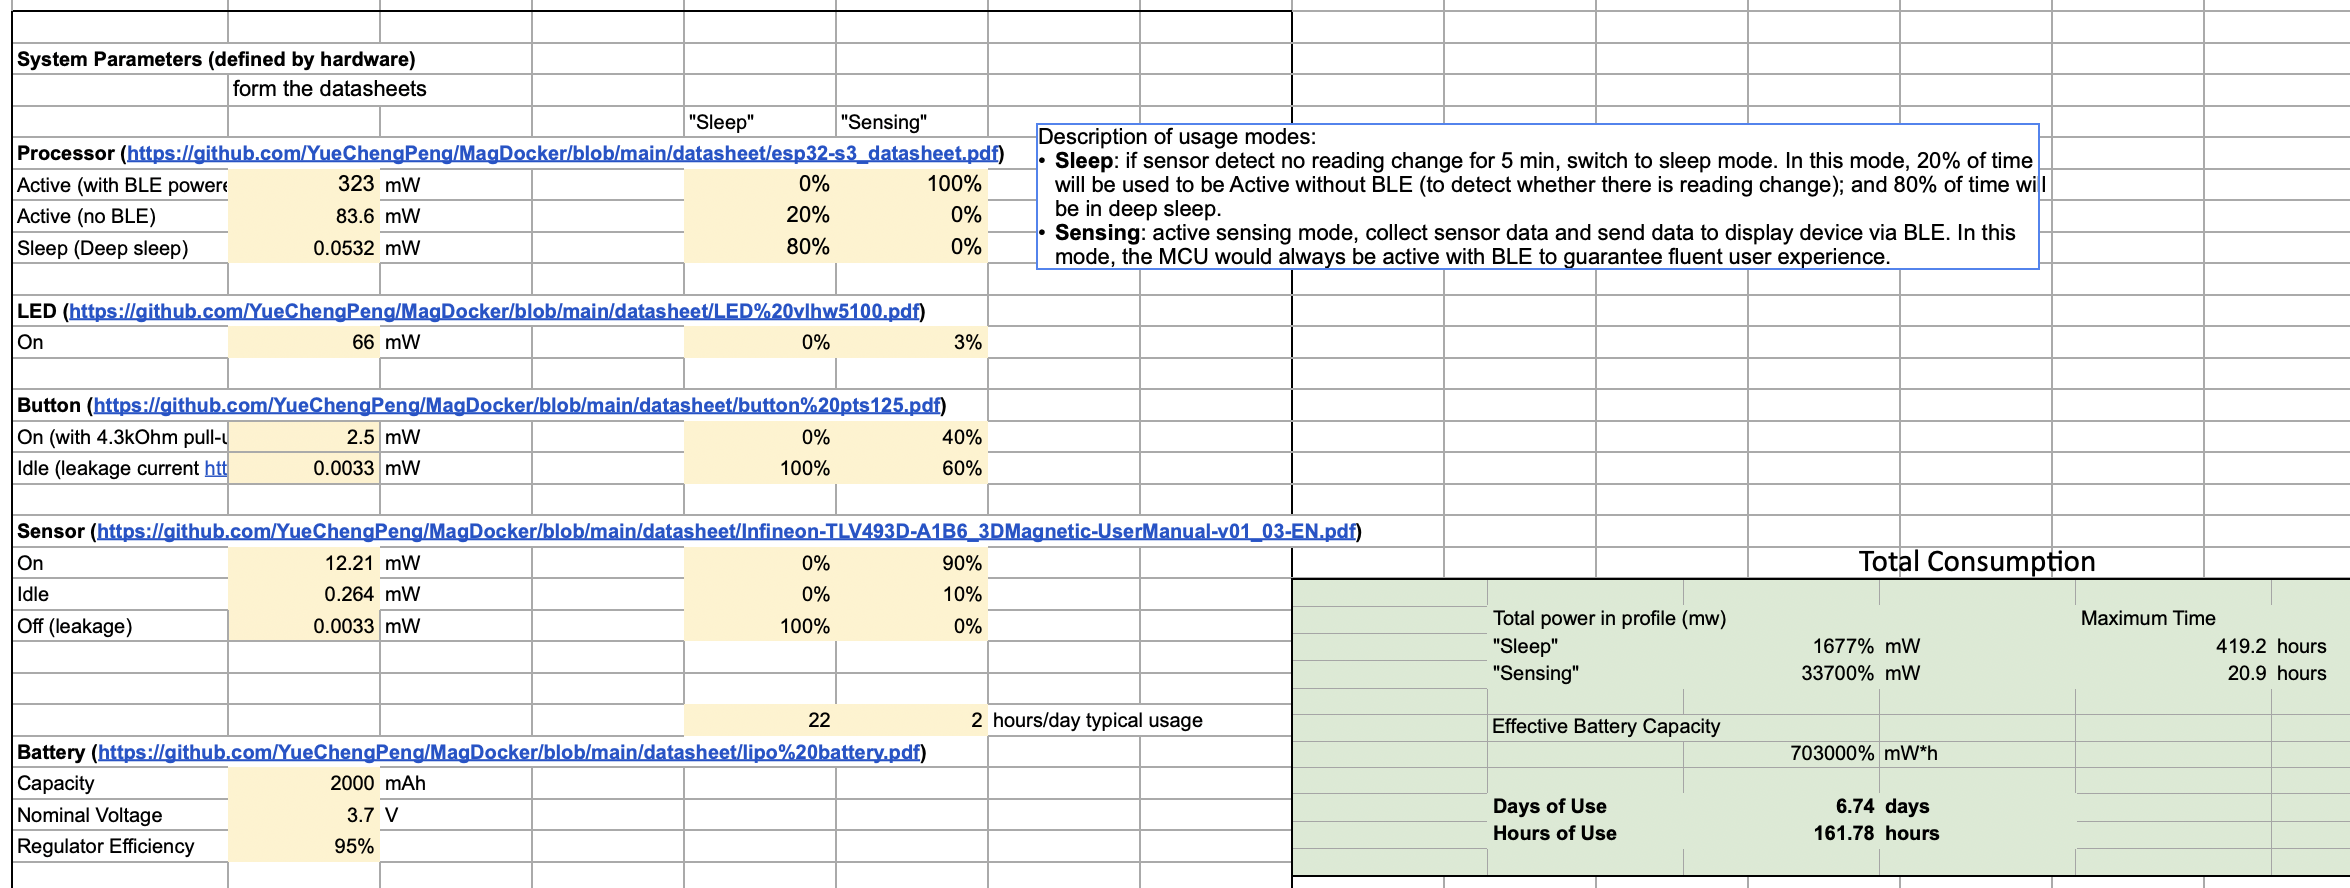 System Parameters (defined by hardware)
form the datasheets
"Sleep" "Sensing"
Processor (https://github.com/YueChengPeng/MagDocker/blob/main/datasheet/esp32-s3_datasheet.pdf)
Active (with BLE powere 323 mW 0% 100%
Active (no BLE) 83.6 mW 20% 0%
Sleep (Deep sleep) 0.0532 mW 80% 0%
Description of usage modes:
• Sleep: if sensor detect no reading change for 5 min, switch to sleep mode. In this mode, 20% of time
will be used to be Active without BLE (to detect whether there is reading change); and 80% of time will
be in deep sleep.
• Sensing: active sensing mode, collect sensor data and send data to display device via BLE. In this
mode, the MCU would always be active with BLE to guarantee fluent user experience.
LED (https://github.com/YueChengPeng/MagDocker/blob/main/datasheet/LED%20vlhw5100.pdf)
On 66 mW 0% 3%
Button (https://github.com/YueChengPeng/MagDocker/blob/main/datasheet/button%20pts125.pdf)
On (with 4.3kOhm pull-u 2.5 mW 0% 40%
Idle (leakage current htt 0.0033 mW 100% 60%
Sensor (https://github.com/YueChengPeng/MagDocker/blob/main/datasheet/Infineon-TLV493D-A1B6_3DMagnetic-UserManual-v01_03-EN.pdf)
On 12.21 mW 0% 90%
Idle 0.264 mW 0% 10%
Off (leakage) 0.0033 mW 100% 0%
22 2 hours/day typical usage
Battery (https://github.com/YueChengPeng/MagDocker/blob/main/datasheet/lipo%20battery.pdf)
Capacity 2000 mAh
Nominal Voltage 3.7 V
Regulator Efficiency 95%
Total Consumption
Total power in profile (mw) Maximum Time
"Sleep" 1677% mW 419.2 hours
"Sensing" 33700% mW 20.9 hours
Effective Battery Capacity
703000% mW*h
Days of Use 6.74 days
Hours of Use 161.78 hours